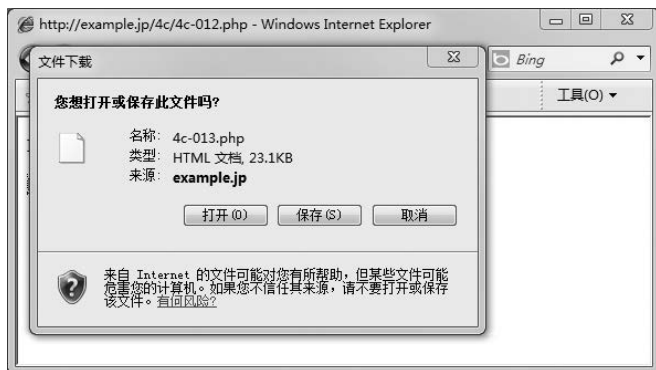 http://example.jp/4c/4c-012.php - Windows Internet Explorer
文件下载
Bing
工具(O)
您想打开或保存此文件吗?
名称: 4c-013.php
类型: HTML 文档, 23.1KB
来源: example.jp
打开(O) 保存(S) 取消
来自 Internet 的文件可能对您有所帮助，但某些文件可能
危害您的计算机。如果您不信任其来源，请不要打开或保存
该文件。有何风险?